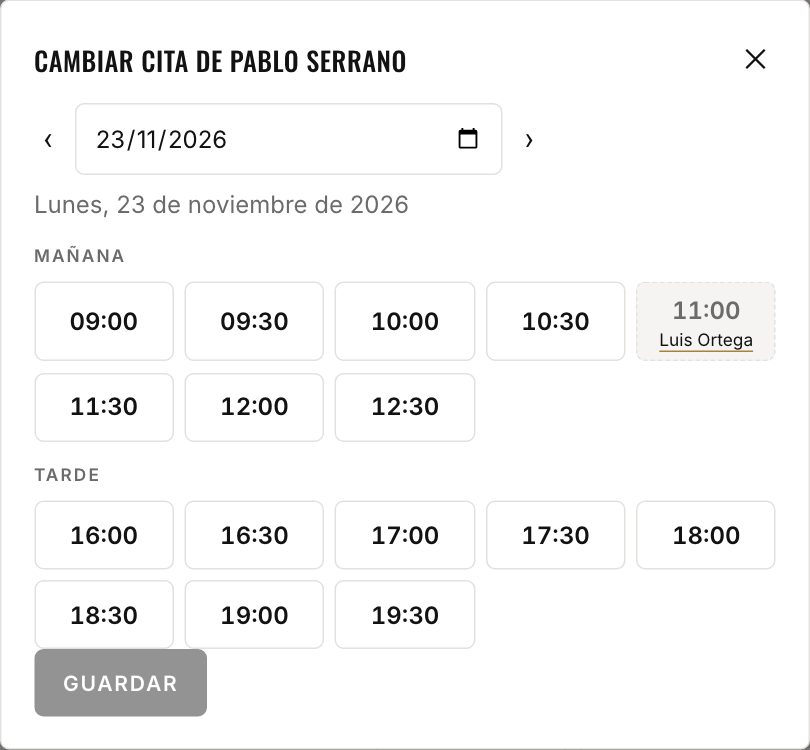 CAMBIAR CITA DE PABLO SERRANO
‹ 23/11/2026 ›
Lunes, 23 de noviembre de 2026
MAÑANA
09:00 09:30 10:00 10:30 11:00
Luis Ortega
11:30 12:00 12:30
TARDE
16:00 16:30 17:00 17:30 18:00
18:30 19:00 19:30
GUARDAR